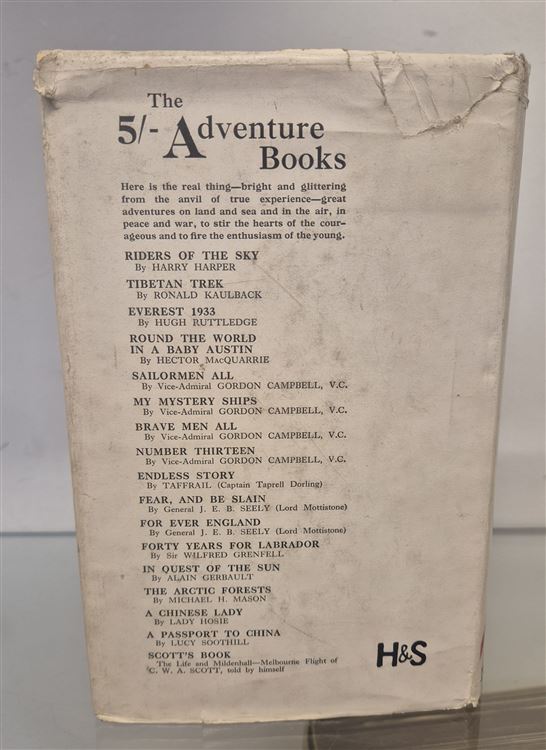 The
5/- Adventure
Books
Here is the real thing—bright and glittering
from the anvil of true experience—great
adventures on land and sea and in the air, in
peace and war, to stir the hearts of the cour-
ageous and to fire the enthusiasm of the young.
RIDERS OF THE SKY
By HARRY HARPER
TIBETAN TREK
By RONALD KAULBACK
EVEREST 1933
By HUGH RUTTLEDGE
ROUND THE WORLD
IN A BABY AUSTIN
By HECTOR MacQUARRIE
SAILORMEN ALL
By Vice-Admiral GORDON CAMPBELL, V.C.
MY MYSTERY SHIPS
By Vice-Admiral GORDON CAMPBELL, V.C.
BRAVE MEN ALL
By Vice-Admiral GORDON CAMPBELL, V.C.
NUMBER THIRTEEN
By Vice-Admiral GORDON CAMPBELL, V.C.
ENDLESS STORY
By TAFFRAIL (Captain Taprell Dorling)
FEAR, AND BE SLAIN
By General J. E. B. SEELY (Lord Mottistone)
FOR EVER ENGLAND
By General J. E. B. SEELY (Lord Mottistone)
FORTY YEARS FOR LABRADOR
By Sir WILFRED GRENFELL
IN QUEST OF THE SUN
By ALAIN GERBAULT
THE ARCTIC FORESTS
By MICHAEL H. MASON
A CHINESE LADY
By LADY HOSIE
A PASSPORT TO CHINA
By LUCY SOOTHILL
SCOTT'S BOOK
The Life and Mildenhall—Melbourne Flight of
C. W. A. SCOTT, told by himself
H&S